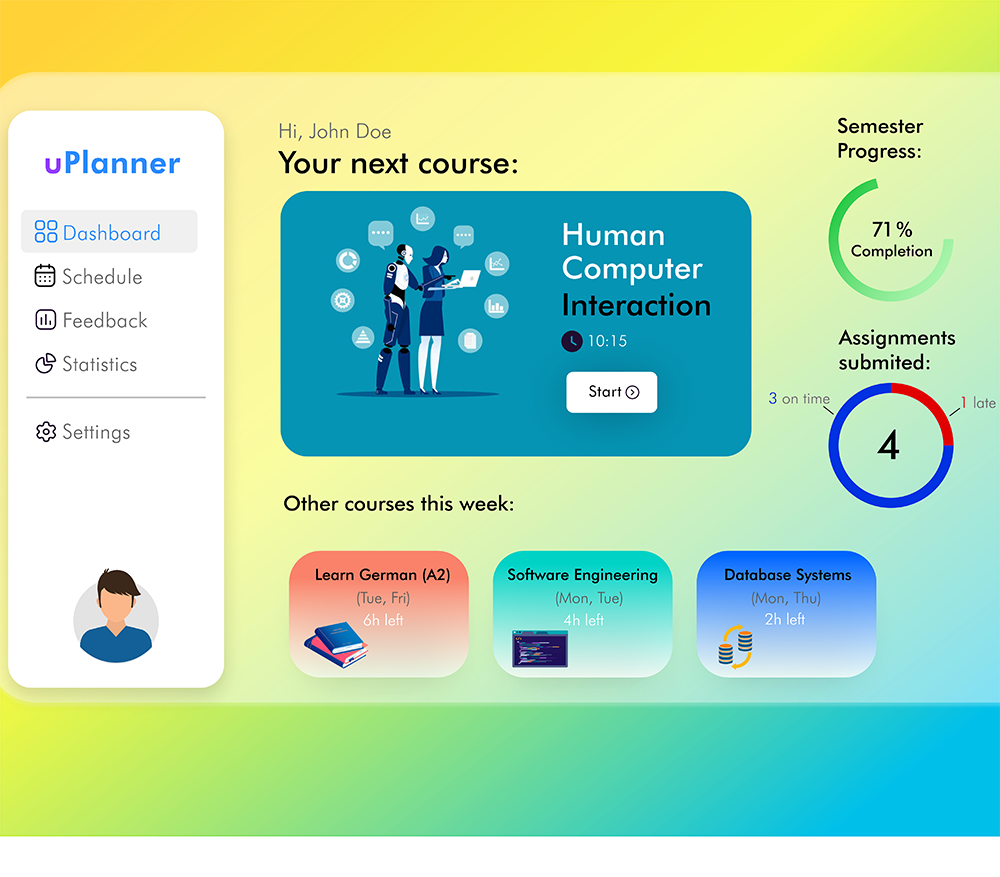 uPlanner
Dashboard
Schedule
Feedback
Statistics
Settings
Hi, John Doe
Your next course:
Human
Computer
Interaction
10:15
Start
Semester
Progress:
71 %
Completion
Assignments
submited:
3 on time
1 late
4
Other courses this week:
Learn German (A2)
(Tue, Fri)
6h left
Software Engineering
(Mon, Tue)
4h left
Database Systems
(Mon, Thu)
2h left